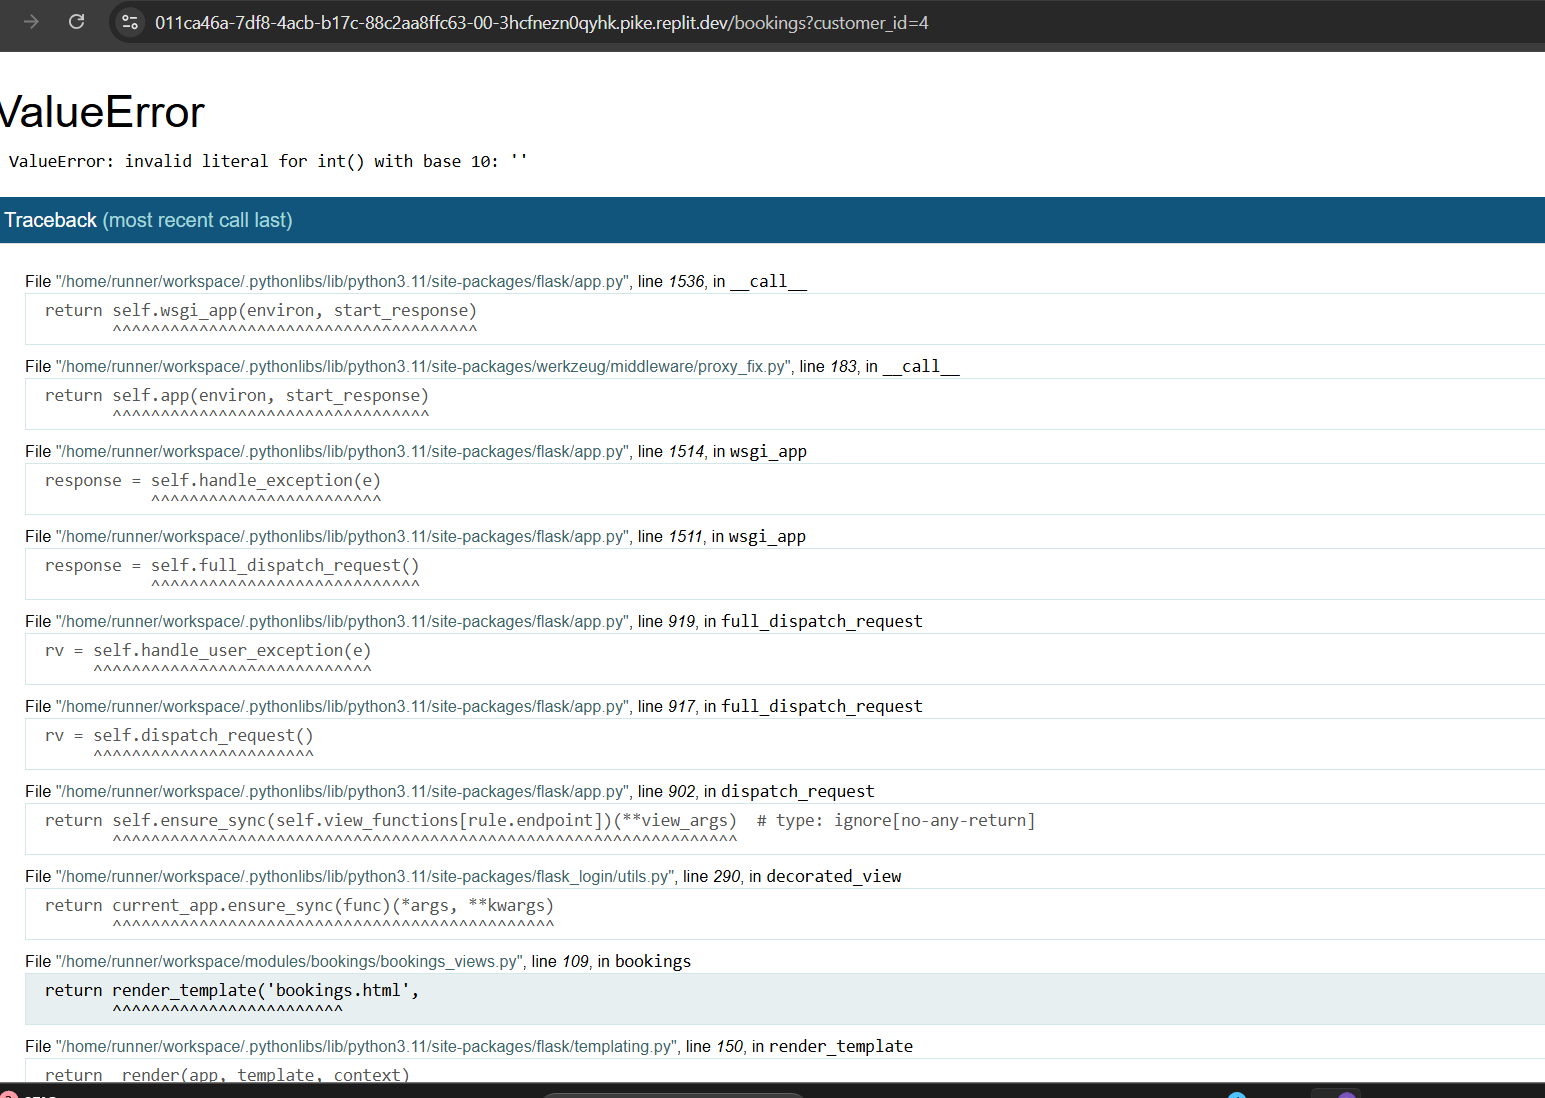 011ca46a-7df8-4acb-b17c-88c2aa8ffc63-00-3hcfnezn0qyhk.pike.replit.dev/bookings?customer_id=4
ValueError
ValueError: invalid literal for int() with base 10: ''
Traceback (most recent call last)
File "/home/runner/workspace/.pythonlibs/lib/python3.11/site-packages/flask/app.py", line 1536, in __call__
return self.wsgi_app(environ, start_response)
^^^^^^^^^^^^^^^^^^^^^^^^^^^^^^^^^^^^^^
File "/home/runner/workspace/.pythonlibs/lib/python3.11/site-packages/werkzeug/middleware/proxy_fix.py", line 183, in __call__
return self.app(environ, start_response)
^^^^^^^^^^^^^^^^^^^^^^^^^^^^^^^^^
File "/home/runner/workspace/.pythonlibs/lib/python3.11/site-packages/flask/app.py", line 1514, in wsgi_app
response = self.handle_exception(e)
^^^^^^^^^^^^^^^^^^^^^^^^
File "/home/runner/workspace/.pythonlibs/lib/python3.11/site-packages/flask/app.py", line 1511, in wsgi_app
response = self.full_dispatch_request()
^^^^^^^^^^^^^^^^^^^^^^^^^^^^
File "/home/runner/workspace/.pythonlibs/lib/python3.11/site-packages/flask/app.py", line 919, in full_dispatch_request
rv = self.handle_user_exception(e)
^^^^^^^^^^^^^^^^^^^^^^^^^^^^^
File "/home/runner/workspace/.pythonlibs/lib/python3.11/site-packages/flask/app.py", line 917, in full_dispatch_request
rv = self.dispatch_request()
^^^^^^^^^^^^^^^^^^^^^^^
File "/home/runner/workspace/.pythonlibs/lib/python3.11/site-packages/flask/app.py", line 902, in dispatch_request
return self.ensure_sync(self.view_functions[rule.endpoint])(**view_args)  # type: ignore[no-any-return]
^^^^^^^^^^^^^^^^^^^^^^^^^^^^^^^^^^^^^^^^^^^^^^^^^^^^^^^^^^^^^^^^^
File "/home/runner/workspace/.pythonlibs/lib/python3.11/site-packages/flask_login/utils.py", line 290, in decorated_view
return current_app.ensure_sync(func)(*args, **kwargs)
^^^^^^^^^^^^^^^^^^^^^^^^^^^^^^^^^^^^^^^^^^^^^^
File "/home/runner/workspace/modules/bookings/bookings_views.py", line 109, in bookings
return render_template('bookings.html',
^^^^^^^^^^^^^^^^^^^^^^^^
File "/home/runner/workspace/.pythonlibs/lib/python3.11/site-packages/flask/templating.py", line 150, in render_template
return _render(app, template, context)